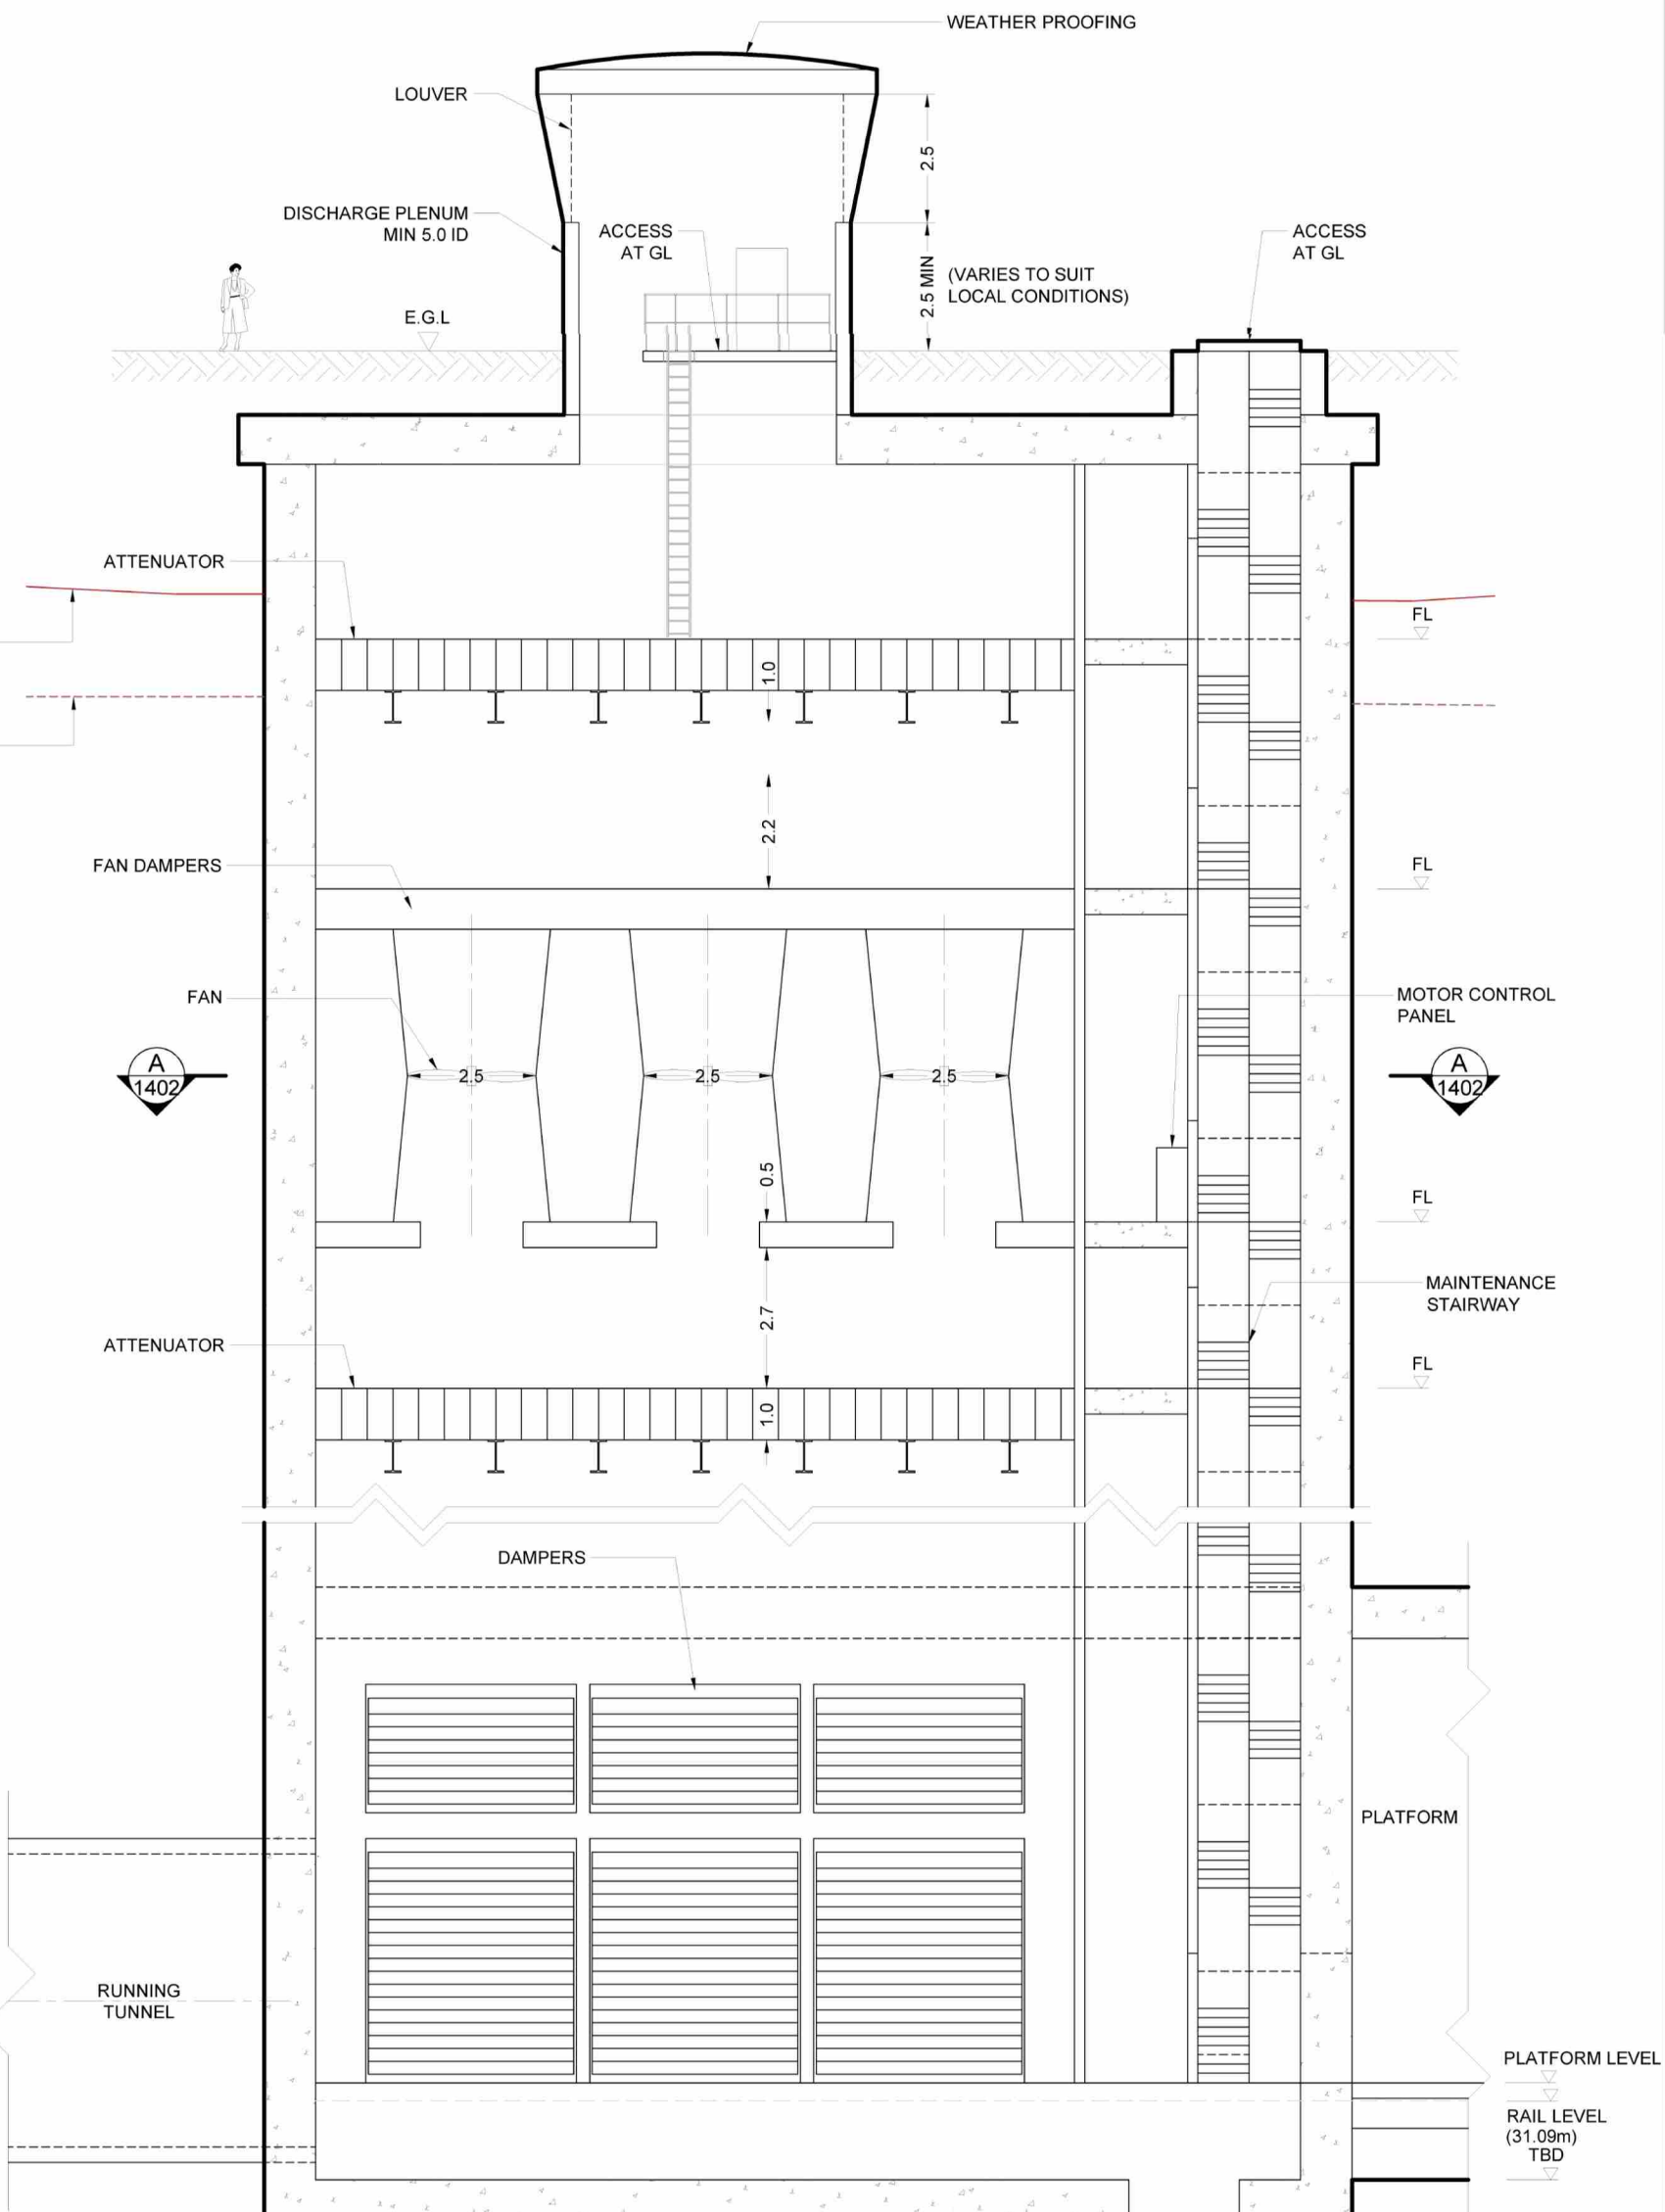 WEATHER PROOFING
LOUVER
2.5
DISCHARGE PLENUM
MIN 5.0 ID
ACCESS
AT GL
ACCESS
AT GL
2.5 MIN
(VARIES TO SUIT
LOCAL CONDITIONS)
E.G.L
ATTENUATOR
FL
1.0
2.2
FAN DAMPERS
FL
FAN
MOTOR CONTROL
PANEL
A
1402
2.5
2.5
2.5
A
1402
0.5
FL
2.7
MAINTENANCE
STAIRWAY
ATTENUATOR
FL
1.0
DAMPERS
PLATFORM
RUNNING
TUNNEL
PLATFORM LEVEL
RAIL LEVEL
(31.09m)
TBD